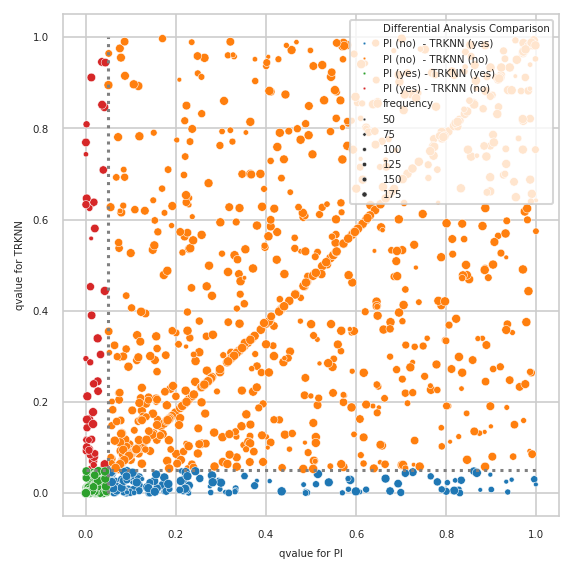 Differential Analysis Comparison
PI (no) - TRKNN (yes)
PI (no) - TRKNN (no)
PI (yes) - TRKNN (yes)
PI (yes) - TRKNN (no)
frequency
50
75
100
125
150
175
1.0
0.8
0.6
0.4
0.2
0.0
qvalue for TRKNN
0.0 0.2 0.4 0.6 0.8 1.0
qvalue for PI